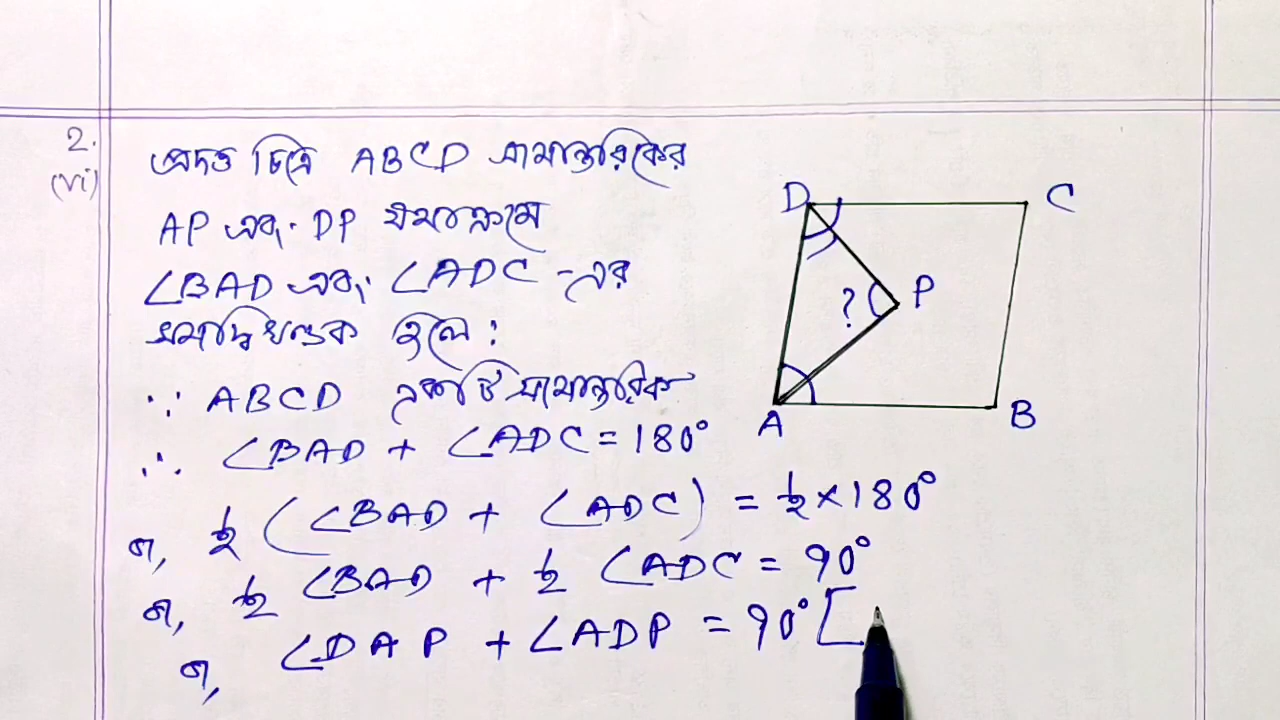 2.
(vi)
প্রদত্ত চিত্রে ABCD সামান্তরিকের
AP এবং DP যথাক্রমে
∠BAD এবং ∠ADC -এর
সমদ্বিখণ্ডক হলে :
∵ ABCD একটি সামান্তরিক
∴ ∠BAD + ∠ADC = 180°
বা, ½ (∠BAD + ∠ADC) = ½ × 180°
বা, ½ ∠BAD + ½ ∠ADC = 90°
বা, ∠DAP + ∠ADP = 90° [
D
C
? P
A
B